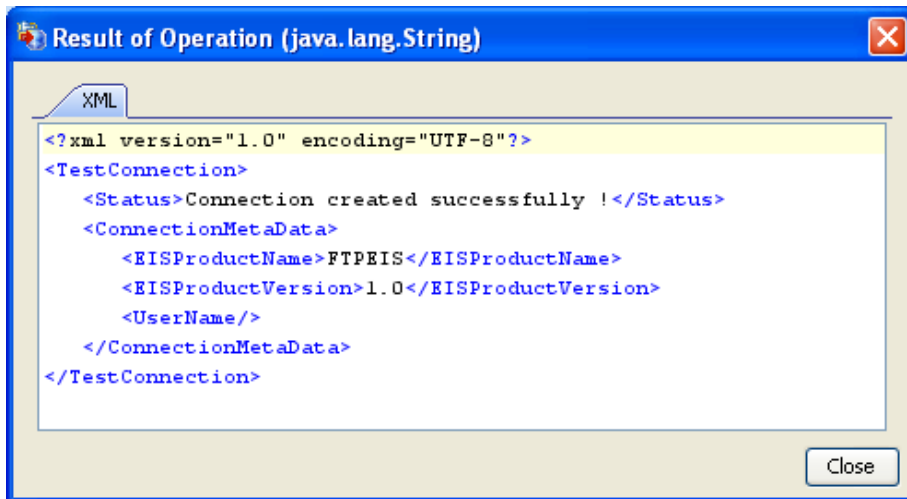 Result of Operation (java.lang.String)
XML
<?xml version="1.0" encoding="UTF-8"?>
<TestConnection>
<Status>Connection created successfully !</Status>
<ConnectionMetaData>
<EISProductName>FTPEIS</EISProductName>
<EISProductVersion>1.0</EISProductVersion>
<UserName/>
</ConnectionMetaData>
</TestConnection>
Close